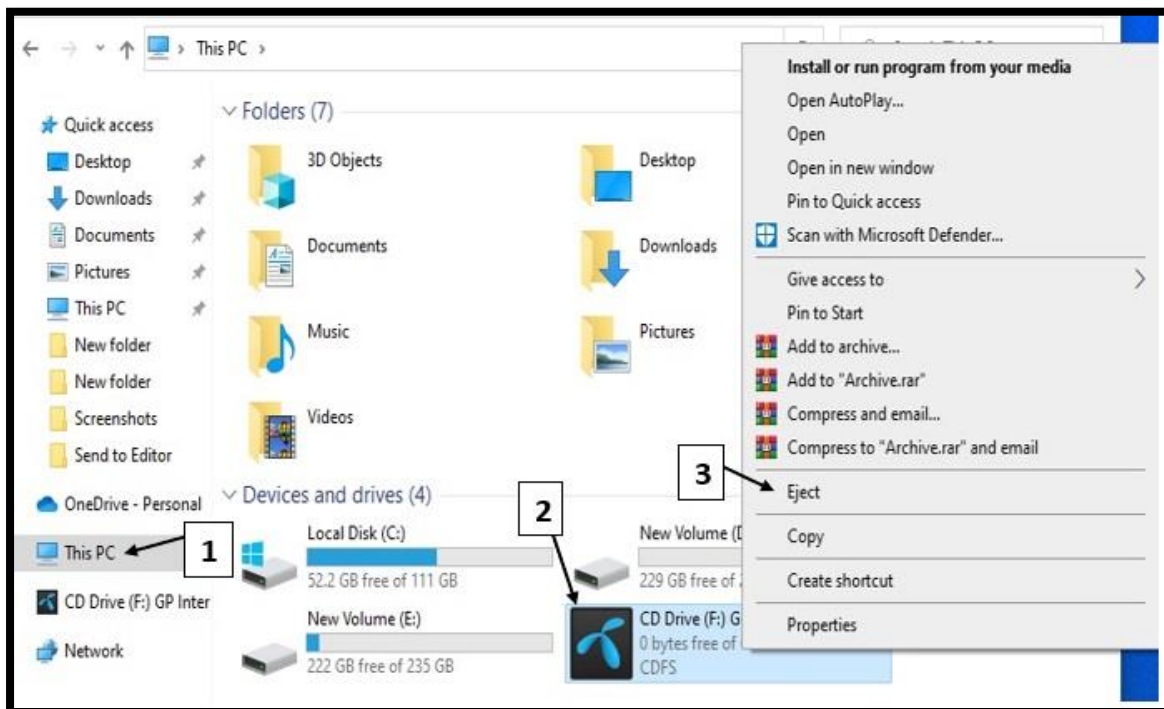 This PC
Quick access
Desktop
Downloads
Documents
Pictures
This PC
New folder
New folder
Screenshots
Send to Editor
OneDrive - Personal
This PC
1
CD Drive (F:) GP Inter
Network
Folders (7)
3D Objects
Desktop
Documents
Downloads
Music
Pictures
Videos
Devices and drives (4)
2
Local Disk (C:)
52.2 GB free of 111 GB
New Volume (
229 GB free of
New Volume (E:)
222 GB free of 235 GB
CD Drive (F:) G
0 bytes free of
CDFS
Install or run program from your media
Open AutoPlay...
Open
Open in new window
Pin to Quick access
Scan with Microsoft Defender...
Give access to
Pin to Start
Add to archive...
Add to "Archive.rar"
Compress and email...
Compress to "Archive.rar" and email
3
Eject
Copy
Create shortcut
Properties